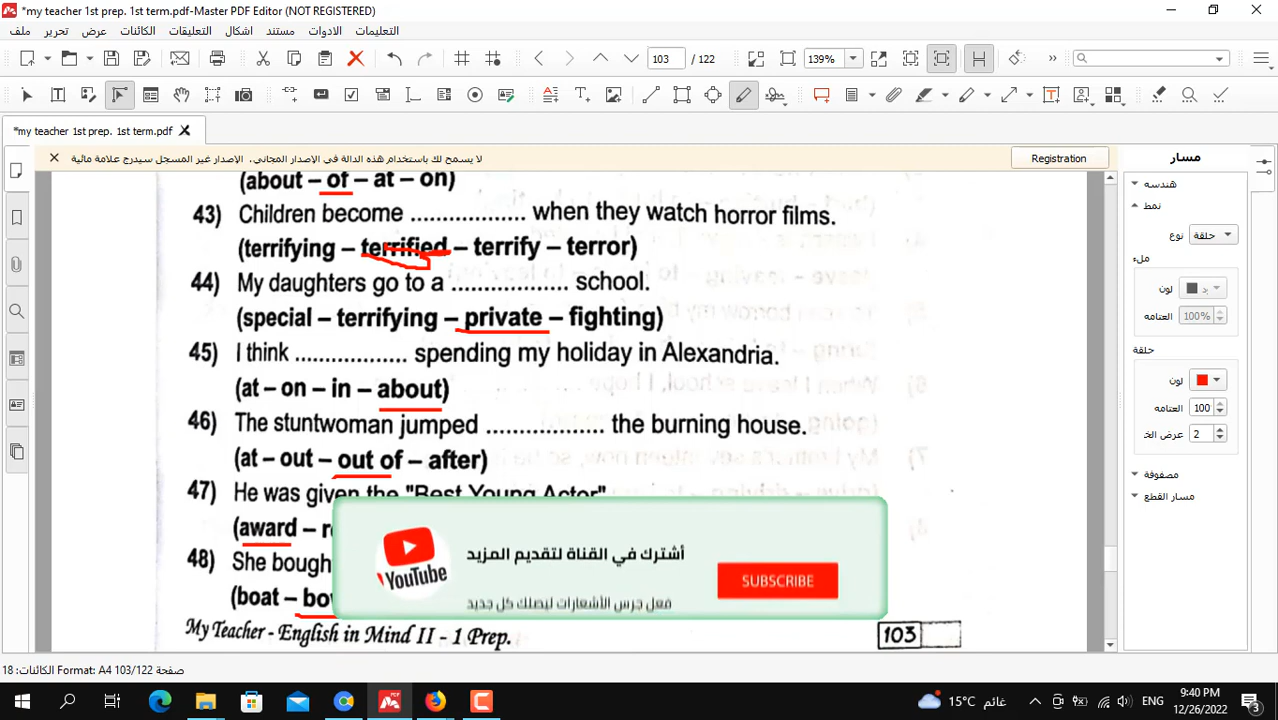 *my teacher 1st prep. 1st term.pdf-Master PDF Editor (NOT REGISTERED)
ملف تحرير عرض الكائنات التعليقات اشكال مستند الادوات التعليمات
103 / 122 139%
*my teacher 1st prep. 1st term.pdf
لا يسمح لك باستخدام هذه الدالة في الإصدار المجاني. الإصدار غير المسجل سيدرج علامة مائية
Registration
(about – of – at – on)
43) Children become .................... when they watch horror films.
(terrifying – terrified – terrify – terror)
44) My daughters go to a .................... school.
(special – terrifying – private – fighting)
45) I think .................... spending my holiday in Alexandria.
(at – on – in – about)
46) The stuntwoman jumped .................... the burning house.
(at – out – out of – after)
47) He was given the "Best Young Actor"
(award –
48) She bough
(boat –
My Teacher - English in Mind II - 1 Prep.
103
YouTube
أشترك في القناة لتقديم المزيد
فعل جرس الأشعارات ليصلك كل جديد
SUBSCRIBE
مسار
هندسه
نمط
نوع
حلقة
ملء
لون
العتامه
100%
حلقة
لون
العتامه
100
عرض الخ
2
مصفوفة
مسار القطع
صفحة 103/122 Format: A4 الكائنات: 18
15°C غائم
ENG
9:40 PM
12/26/2022
3